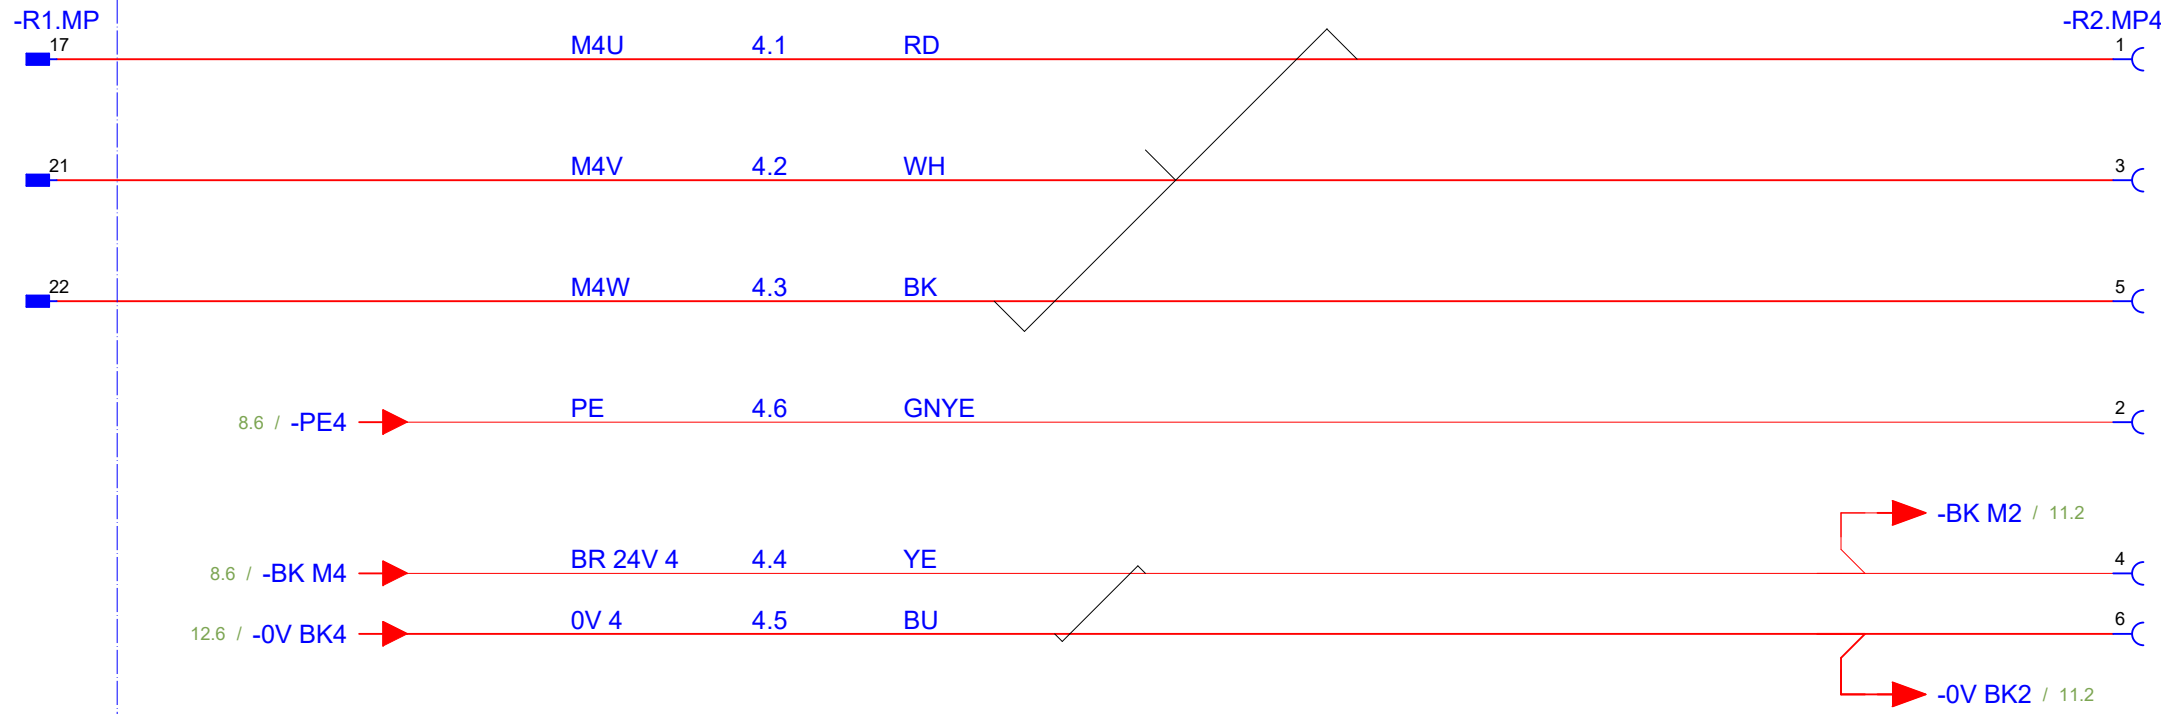 -R1.MP -R2.MP4
17 M4U 4.1 RD 1
21 M4V 4.2 WH 3
22 M4W 4.3 BK 5
8.6 / -PE4 PE 4.6 GNYE 2
-BK M2 / 11.2
8.6 / -BK M4 BR 24V 4 4.4 YE 4
12.6 / -0V BK4 0V 4 4.5 BU 6
-0V BK2 / 11.2